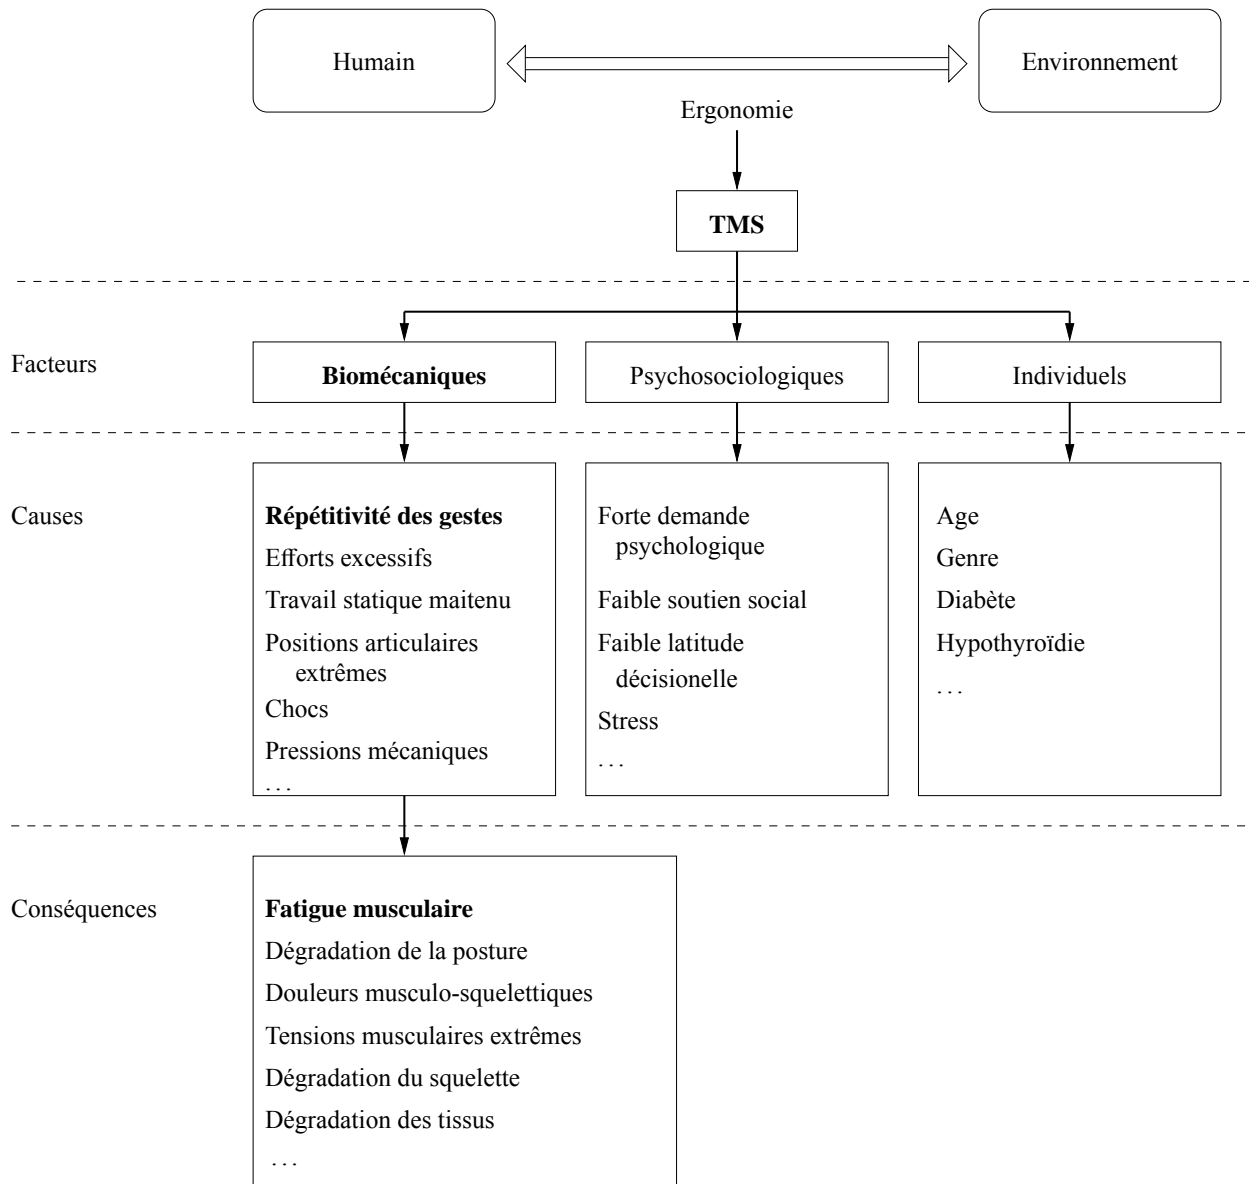 Humain
Environnement
Ergonomie
TMS
Facteurs
Biomécaniques
Psychosociologiques
Individuels
Causes
Répétitivité des gestes
Efforts excessifs
Travail statique maitenu
Positions articulaires
extrêmes
Chocs
Pressions mécaniques
...
Forte demande
psychologique
Faible soutien social
Faible latitude
décisionelle
Stress
...
Age
Genre
Diabète
Hypothyroïdie
...
Conséquences
Fatigue musculaire
Dégradation de la posture
Douleurs musculo-squelettiques
Tensions musculaires extrêmes
Dégradation du squelette
Dégradation des tissus
...